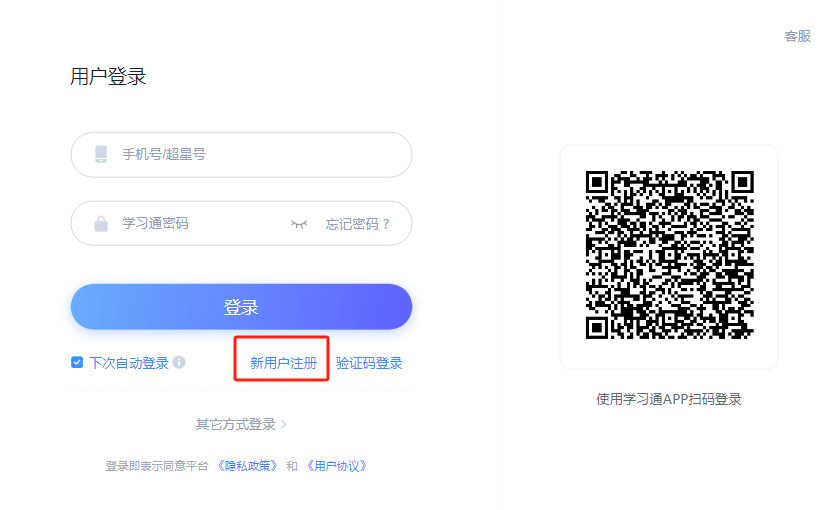 客服
用户登录
手机号/超星号
学习通密码 忘记密码？
登录
下次自动登录 新用户注册 验证码登录
其它方式登录
登录即表示同意平台《隐私政策》和《用户协议》
使用学习通APP扫码登录